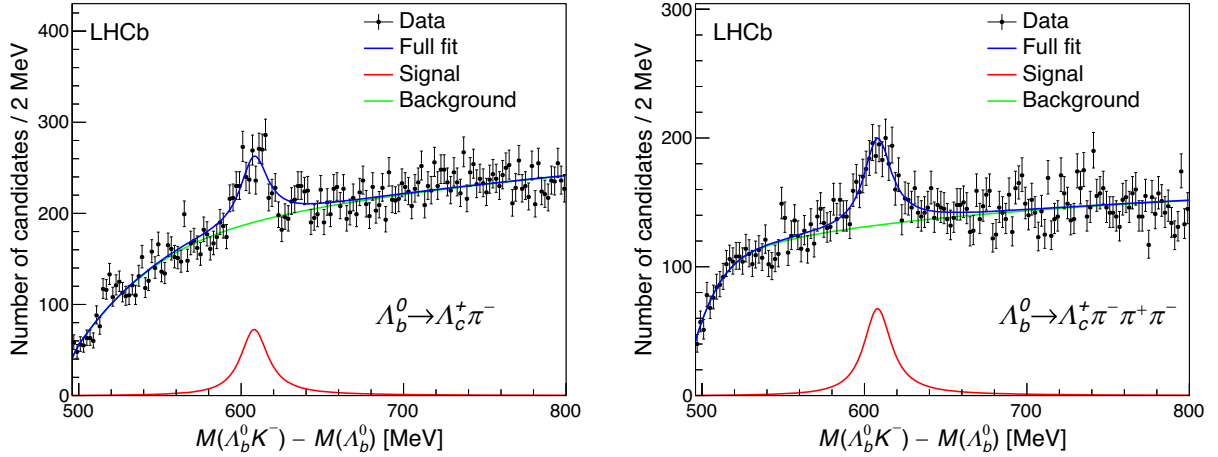 LHCb
Data
Full fit
Signal
Background
Λb0→Λc+π−
Number of candidates / 2 MeV
0
100
200
300
400
500
600
700
800
M(Λb0K−) − M(Λb0) [MeV]
LHCb
Data
Full fit
Signal
Background
Λb0→Λc+π−π+π−
Number of candidates / 2 MeV
0
100
200
300
500
600
700
800
M(Λb0K−) − M(Λb0) [MeV]